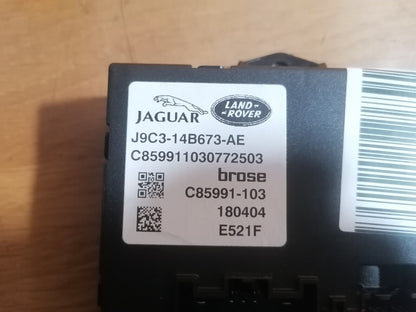 JAGUAR
LAND-
ROVER
J9C3-14B673-AE
C859911030772503
brose
C85991-103
180404
E521F